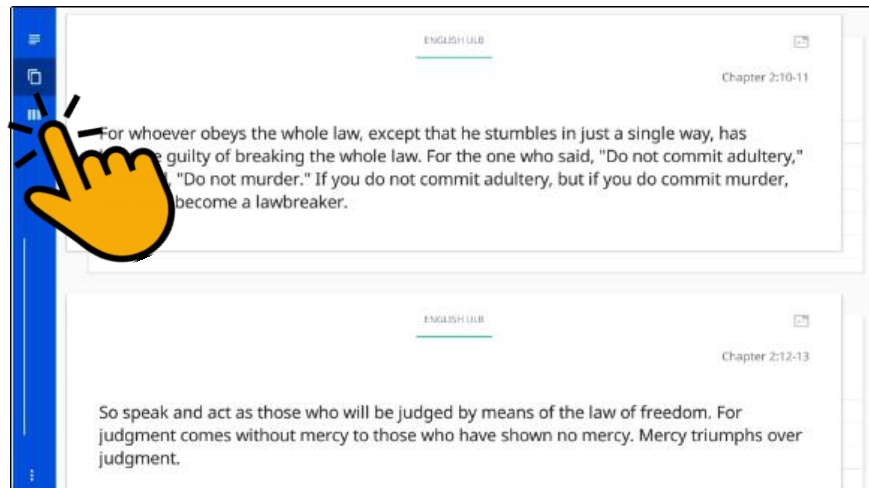 ENGLISH ULB
Chapter 2:10-11
For whoever obeys the whole law, except that he stumbles in just a single way, has
guilty of breaking the whole law. For the one who said, "Do not commit adultery,"
"Do not murder." If you do not commit adultery, but if you do commit murder,
become a lawbreaker.
ENGLISH ULB
Chapter 2:12-13
So speak and act as those who will be judged by means of the law of freedom. For
judgment comes without mercy to those who have shown no mercy. Mercy triumphs over
judgment.